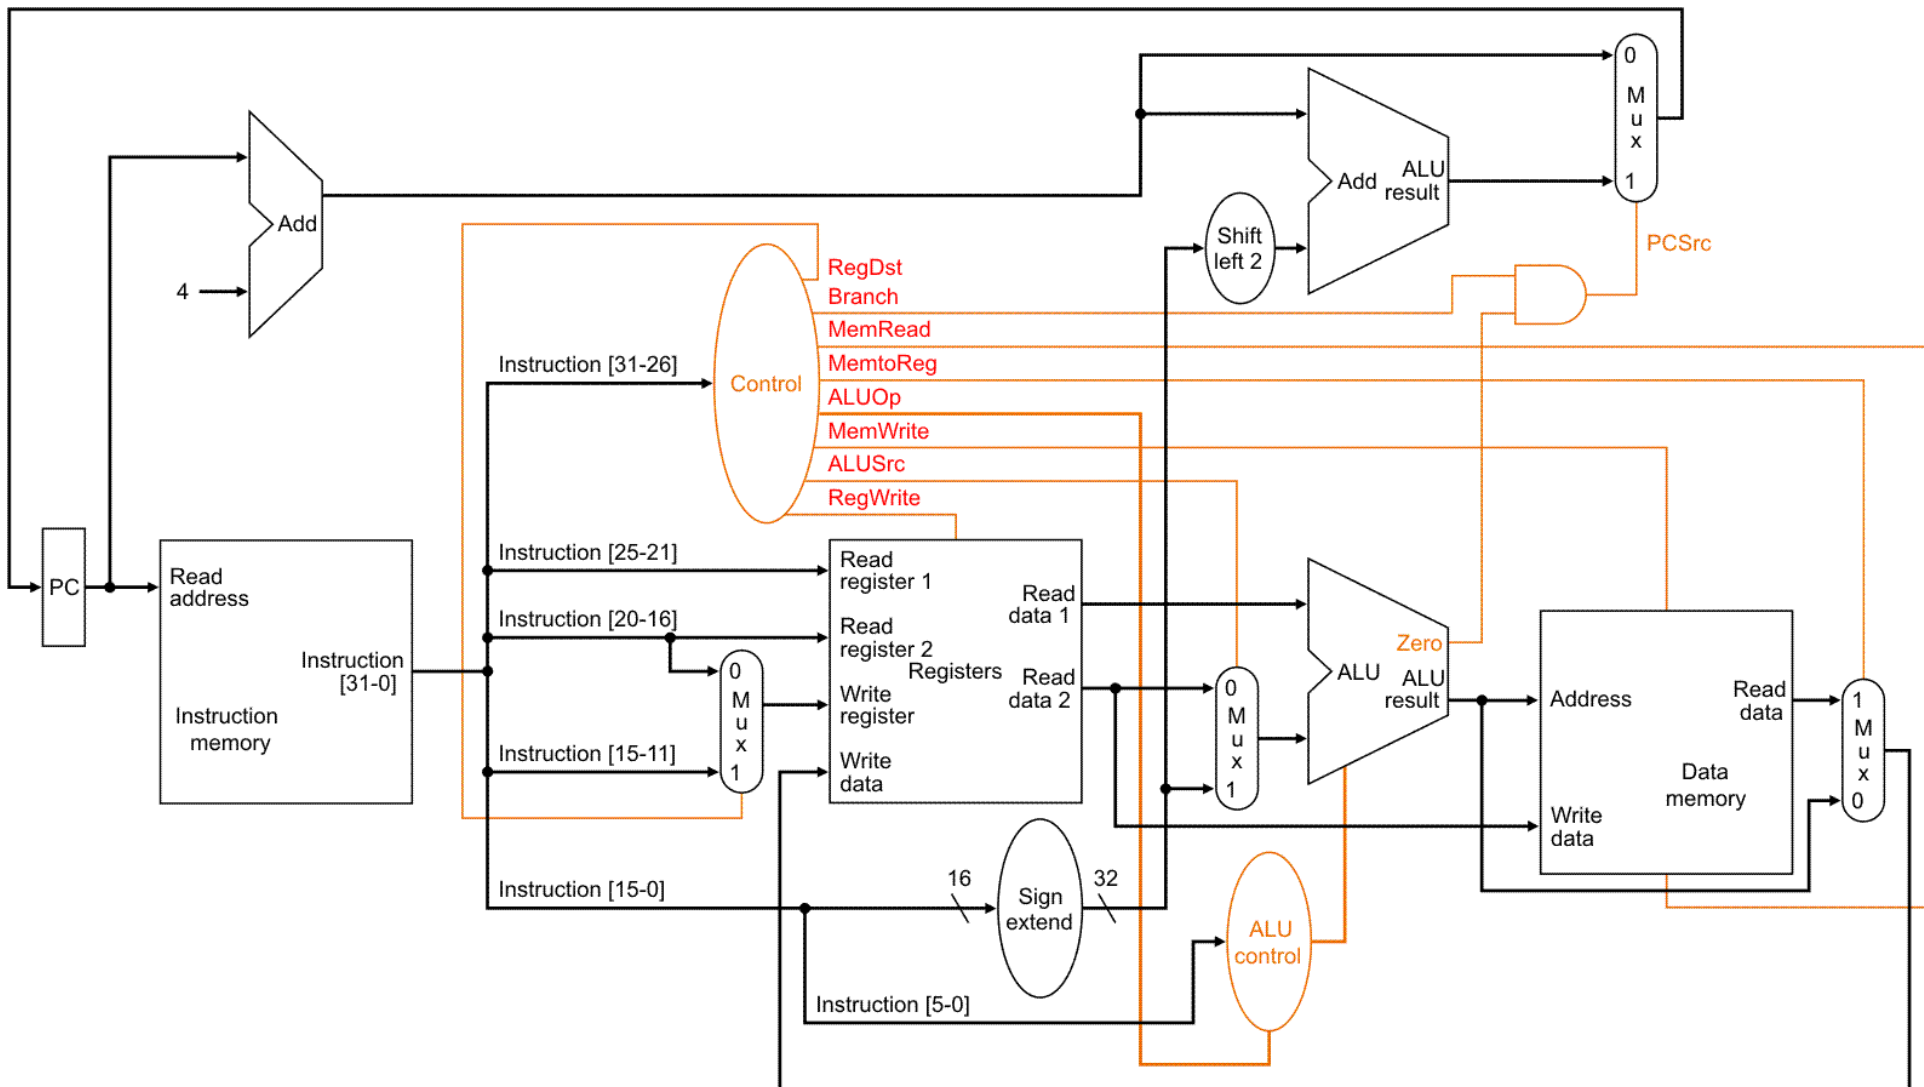 0
M
u
x
1
Add
ALU
result
Add
4
Shift
left 2
PCSrc
RegDst
Branch
MemRead
MemtoReg
ALUOp
MemWrite
ALUSrc
RegWrite
Control
Instruction [31-26]
Instruction [25-21]
Instruction [20-16]
Instruction [15-11]
Instruction [15-0]
Instruction [5-0]
PC
Read
address
Instruction
[31-0]
Instruction
memory
0
M
u
x
1
Read
register 1
Read
register 2
Write
register
Write
data
Registers
Read
data 1
Read
data 2
0
M
u
x
1
Zero
ALU
ALU
result
Address
Write
data
Read
data
Data
memory
1
M
u
x
0
16
Sign
extend
32
ALU
control